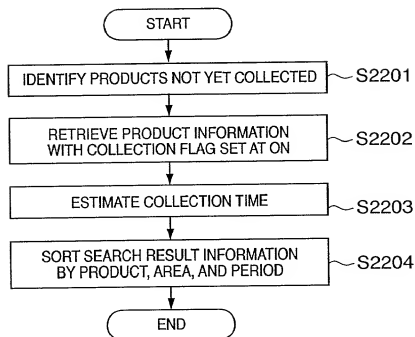 START
IDENTIFY PRODUCTS NOT YET COLLECTED
S2201
RETRIEVE PRODUCT INFORMATION
WITH COLLECTION FLAG SET AT ON
S2202
ESTIMATE COLLECTION TIME
S2203
SORT SEARCH RESULT INFORMATION
BY PRODUCT, AREA, AND PERIOD
S2204
END